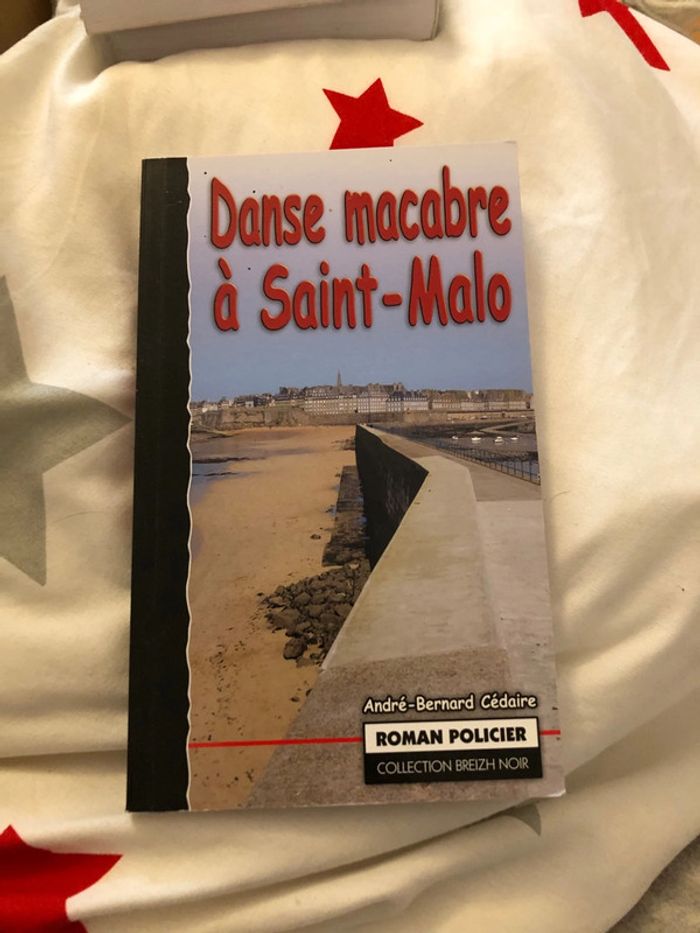 Danse macabre
à Saint-Malo
André-Bernard Cédaire
ROMAN POLICIER
COLLECTION BREIZH NOIR